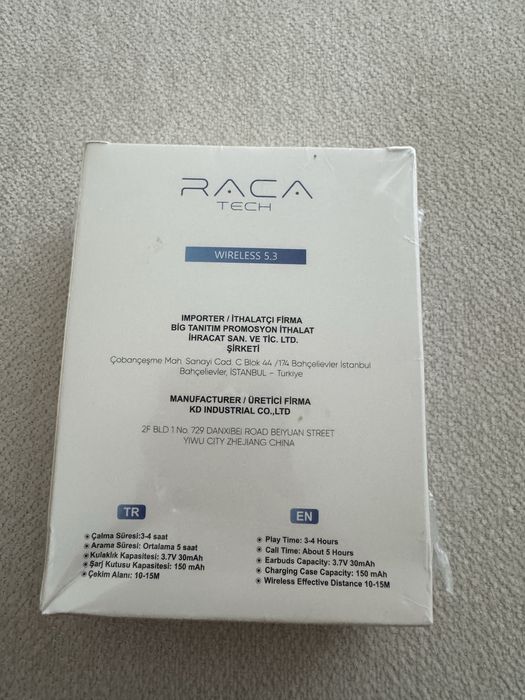 RACA
TECH
WIRELESS 5.3
IMPORTER / İTHALATÇI FİRMA
BİG TANITIM PROMOSYON İTHALAT
İHRACAT SAN. VE TİC. LTD.
ŞİRKETİ
Çobançeşme Mah. Sanayi Cad. C Blok 44 /174 Bahçelievler İstanbul
Bahçelievler, İSTANBUL - Türkiye
MANUFACTURER / ÜRETİCİ FİRMA
KD INDUSTRIAL CO.,LTD
2F BLD 1 No. 729 DANXIBEI ROAD BEIYUAN STREET
YIWU CITY ZHEJIANG CHINA
TR
Çalma Süresi:3-4 saat
Arama Süresi: Ortalama 5 saat
Kulaklık Kapasitesi: 3.7V 30mAh
Şarj Kutusu Kapasitesi: 150 mAh
Çekim Alanı: 10-15M
EN
Play Time: 3-4 Hours
Call Time: About 5 Hours
Earbuds Capacity: 3.7V 30mAh
Charging Case Capacity: 150 mAh
Wireless Effective Distance 10-15M